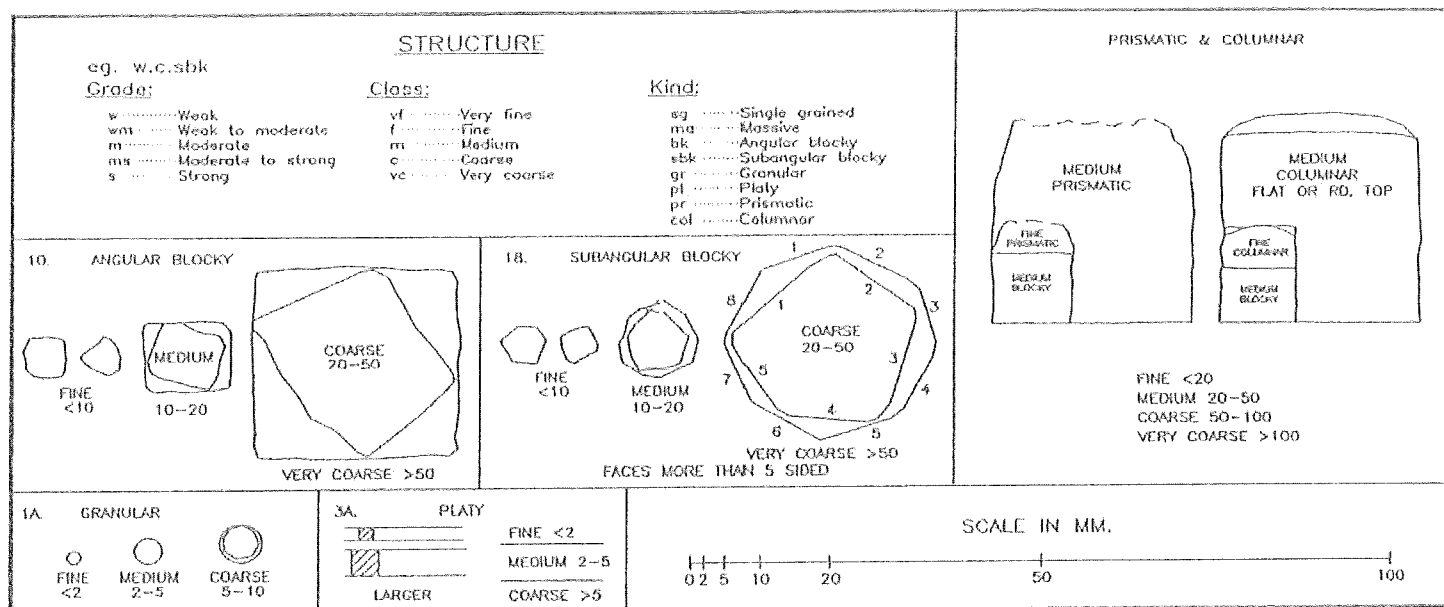 STRUCTURE
eg. w.c.sbk
Grade:
w ........... Weak
wm ...... Weak to moderate
m ........... Moderate
ms ........ Moderate to strong
s ...... Strong
Class:
vf ........ Very fine
f .......... Fine
m ........ Medium
c .......... Coarse
vc ...... Very coarse
Kind:
sg ........ Single grained
ma ...... Massive
bk ...... Angular blocky
sbk ...... Subangular blocky
gr ........ Granular
pl ........ Platy
pr ........ Prismatic
col ...... Columnar
PRISMATIC & COLUMNAR
MEDIUM
PRISMATIC
FINE
PRISMATIC
MEDIUM
BLOCKY
MEDIUM
COLUMNAR
FLAT OR RD. TOP
FINE
COLUMNAR
MEDIUM
BLOCKY
FINE <20
MEDIUM 20-50
COARSE 50-100
VERY COARSE >100
10. ANGULAR BLOCKY
FINE
<10
MEDIUM
10-20
COARSE
20-50
VERY COARSE >50
18. SUBANGULAR BLOCKY
FINE
<10
MEDIUM
10-20
COARSE
20-50
1 2 3 4 5 6 7 8
1 2 3 4 5
VERY COARSE >50
FACES MORE THAN 5 SIDED
1A. GRANULAR
FINE
<2
MEDIUM
2-5
COARSE
5-10
3A. PLATY
FINE <2
MEDIUM 2-5
LARGER
COARSE >5
SCALE IN MM.
0 2 5 10 20 50 100